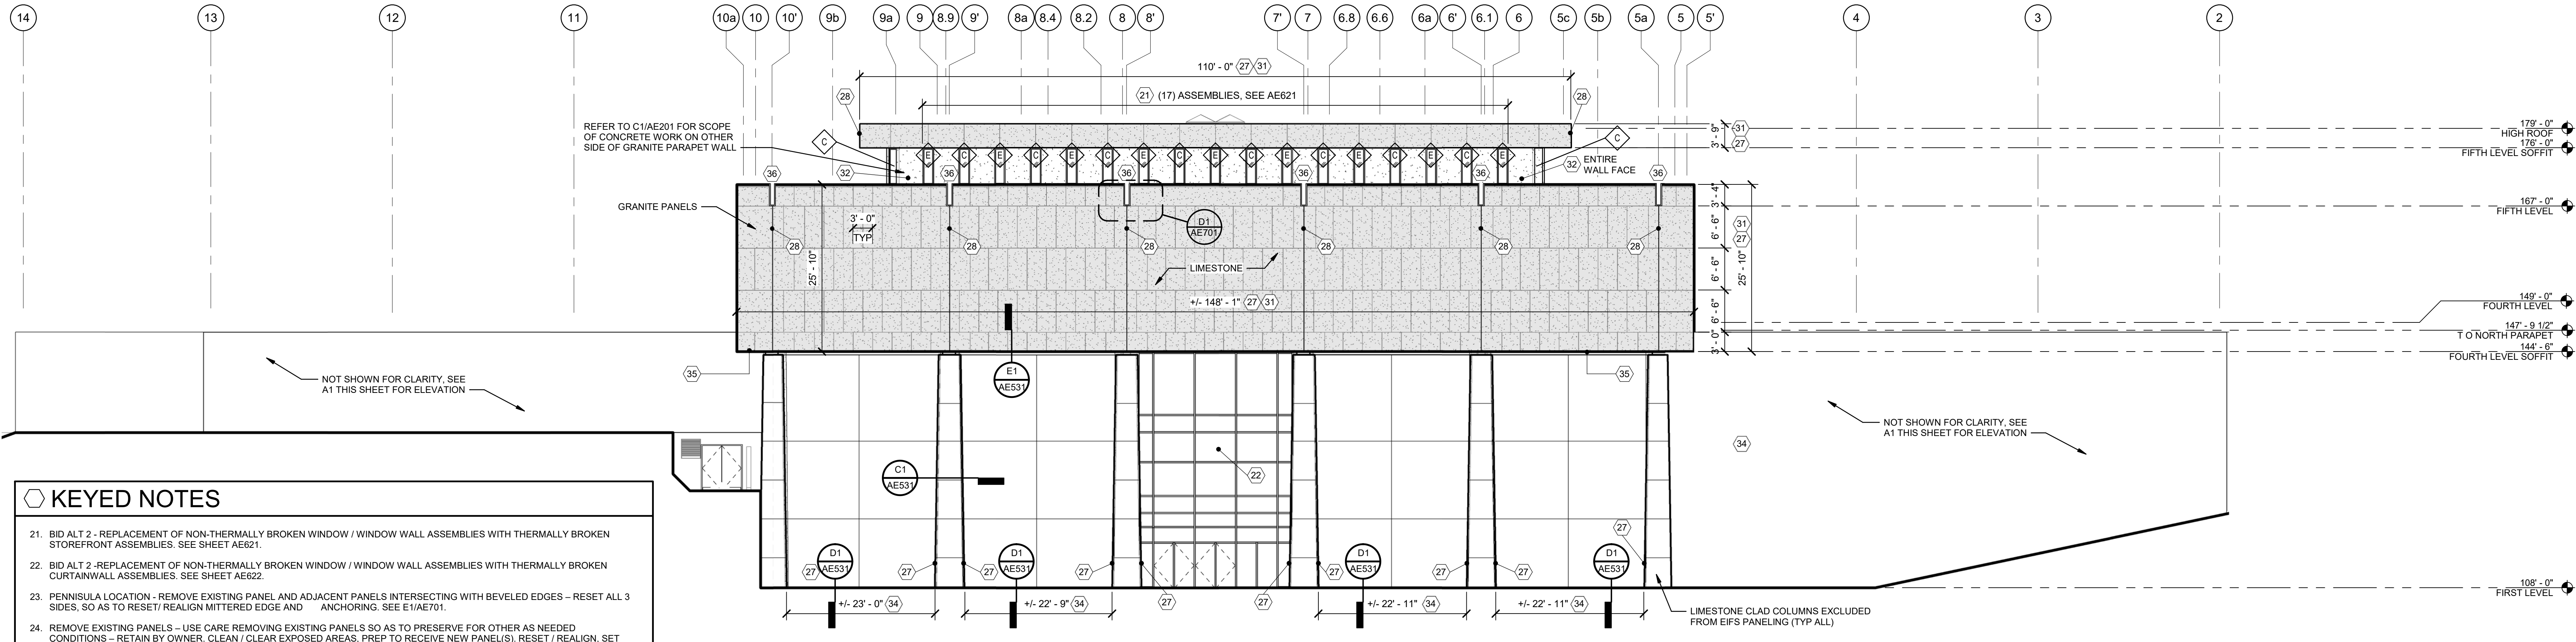 14
13
12
11
10a
10
10'
9b
9a
9
8.9
9'
8a
8.4
8.2
8
8'
7'
7
6.8
6.6
6a
6'
6.1
6
5c
5b
5a
5
5'
4
3
2
110' - 0" 27 31
21 (17) ASSEMBLIES, SEE AE621
28
28
REFER TO C1/AE201 FOR SCOPE
OF CONCRETE WORK ON OTHER
SIDE OF GRANITE PARAPET WALL
C
C
E C E C E C E C E C E C E C E C E
32
32 ENTIRE
WALL FACE
3' - 9"
31
27
179' - 0"
HIGH ROOF
176' - 0"
FIFTH LEVEL SOFFIT
36
36
36
36
36
36
GRANITE PANELS
3' - 0"
TYP
25' - 10"
28
28
28
28
28
28
D1
AE701
LIMESTONE
+/- 148' - 1" 27 31
3' - 4"
6' - 6"
6' - 6"
6' - 6"
3' - 0"
25' - 10"
31
27
167' - 0"
FIFTH LEVEL
149' - 0"
FOURTH LEVEL
147' - 9 1/2"
T O NORTH PARAPET
144' - 6"
FOURTH LEVEL SOFFIT
NOT SHOWN FOR CLARITY, SEE
A1 THIS SHEET FOR ELEVATION
35
E1
AE531
35
NOT SHOWN FOR CLARITY, SEE
A1 THIS SHEET FOR ELEVATION
34
C1
AE531
22
27
D1
AE531
27
27
D1
AE531
27
27
27
27
D1
AE531
27
27
D1
AE531
27
+/- 23' - 0" 34
+/- 22' - 9" 34
+/- 22' - 11" 34
+/- 22' - 11" 34
LIMESTONE CLAD COLUMNS EXCLUDED
FROM EIFS PANELING (TYP ALL)
108' - 0"
FIRST LEVEL
KEYED NOTES
21. BID ALT 2 - REPLACEMENT OF NON-THERMALLY BROKEN WINDOW / WINDOW WALL ASSEMBLIES WITH THERMALLY BROKEN
STOREFRONT ASSEMBLIES. SEE SHEET AE621.
22. BID ALT 2 -REPLACEMENT OF NON-THERMALLY BROKEN WINDOW / WINDOW WALL ASSEMBLIES WITH THERMALLY BROKEN
CURTAINWALL ASSEMBLIES. SEE SHEET AE622.
23. PENNISULA LOCATION - REMOVE EXISTING PANEL AND ADJACENT PANELS INTERSECTING WITH BEVELED EDGES – RESET ALL 3
SIDES, SO AS TO RESET/ REALIGN MITTERED EDGE AND ANCHORING. SEE E1/AE701.
24. REMOVE EXISTING PANELS – USE CARE REMOVING EXISTING PANELS SO AS TO PRESERVE FOR OTHER AS NEEDED
CONDITIONS – RETAIN BY OWNER. CLEAN / CLEAR EXPOSED AREAS. PREP TO RECEIVE NEW PANEL(S). RESET / REALIGN. SET